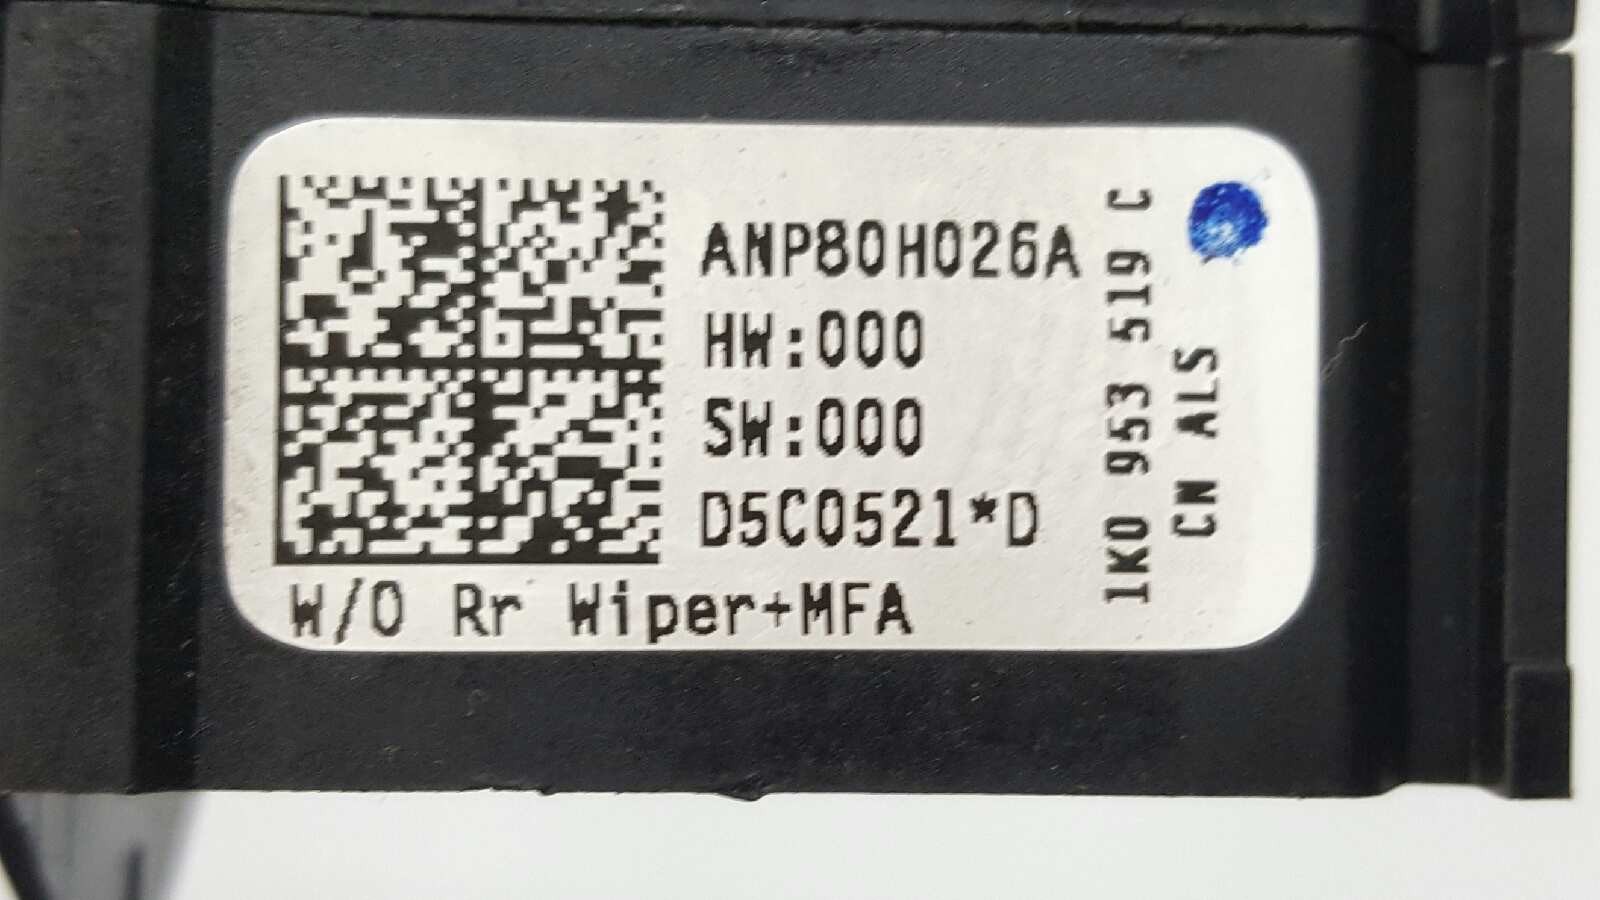 ANP80H026A
HW:000
SW:000
D5C0521*D
W/O Rr Wiper+MFA
1K0 953 519 C
CN ALS